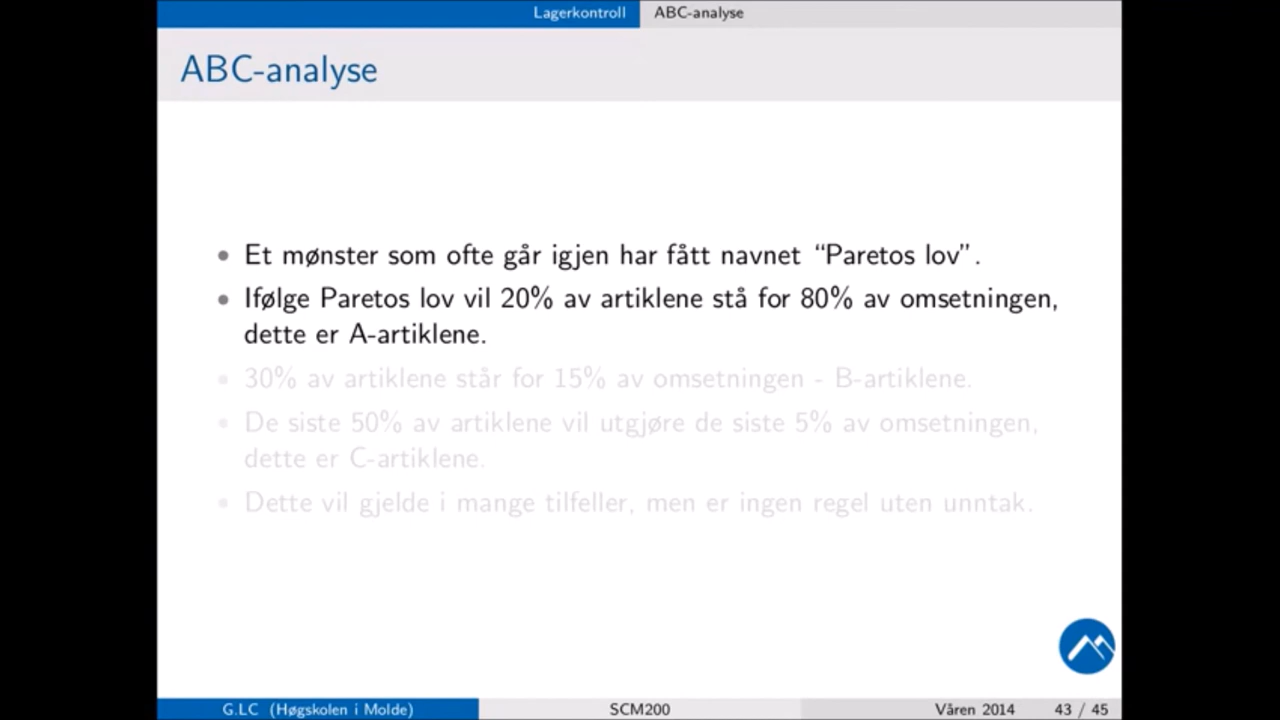 Lagerkontroll ABC-analyse
ABC-analyse
• Et mønster som ofte går igjen har fått navnet “Paretos lov”.
• Ifølge Paretos lov vil 20% av artiklene stå for 80% av omsetningen,
dette er A-artiklene.
• 30% av artiklene står for 15% av omsetningen - B-artiklene.
• De siste 50% av artiklene vil utgjøre de siste 5% av omsetningen,
dette er C-artiklene.
• Dette vil gjelde i mange tilfeller, men er ingen regel uten unntak.
G.LC (Høgskolen i Molde) SCM200 Våren 2014 43 / 45